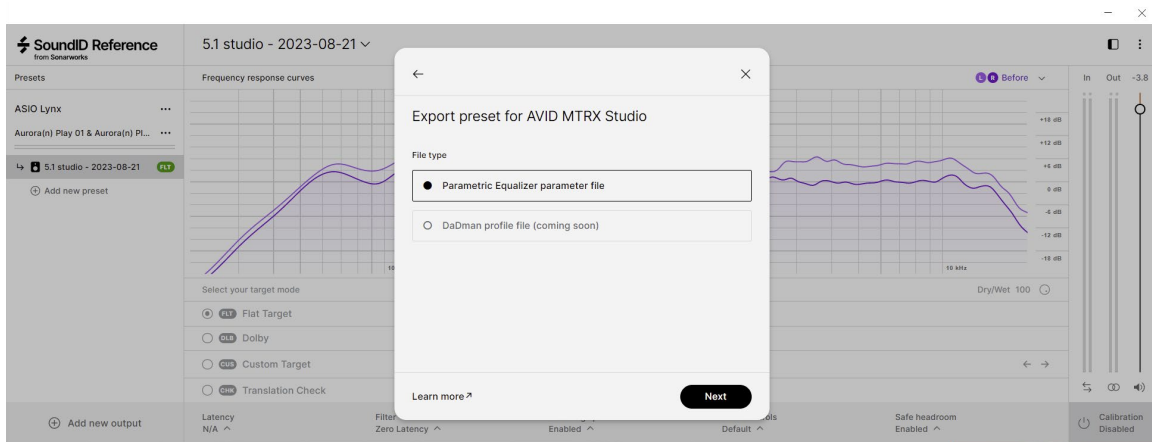 SoundID Reference
from Sonarworks
5.1 studio - 2023-08-21
Presets
Frequency response curves
L R Before
In Out -3.8
ASIO Lynx
Aurora(n) Play 01 & Aurora(n) Pl...
5.1 studio - 2023-08-21 FLT
Add new preset
Export preset for AVID MTRX Studio
File type
Parametric Equalizer parameter file
DaDman profile file (coming soon)
Learn more
Next
+18 dB
+12 dB
+6 dB
0 dB
-6 dB
-12 dB
-18 dB
10
10 kHz
Select your target mode
Dry/Wet 100
FLT Flat Target
DLB Dolby
CUS Custom Target
CHK Translation Check
Add new output
Latency
N/A
Filter
Zero Latency
Enabled
Default
Safe headroom
Enabled
Calibration
Disabled